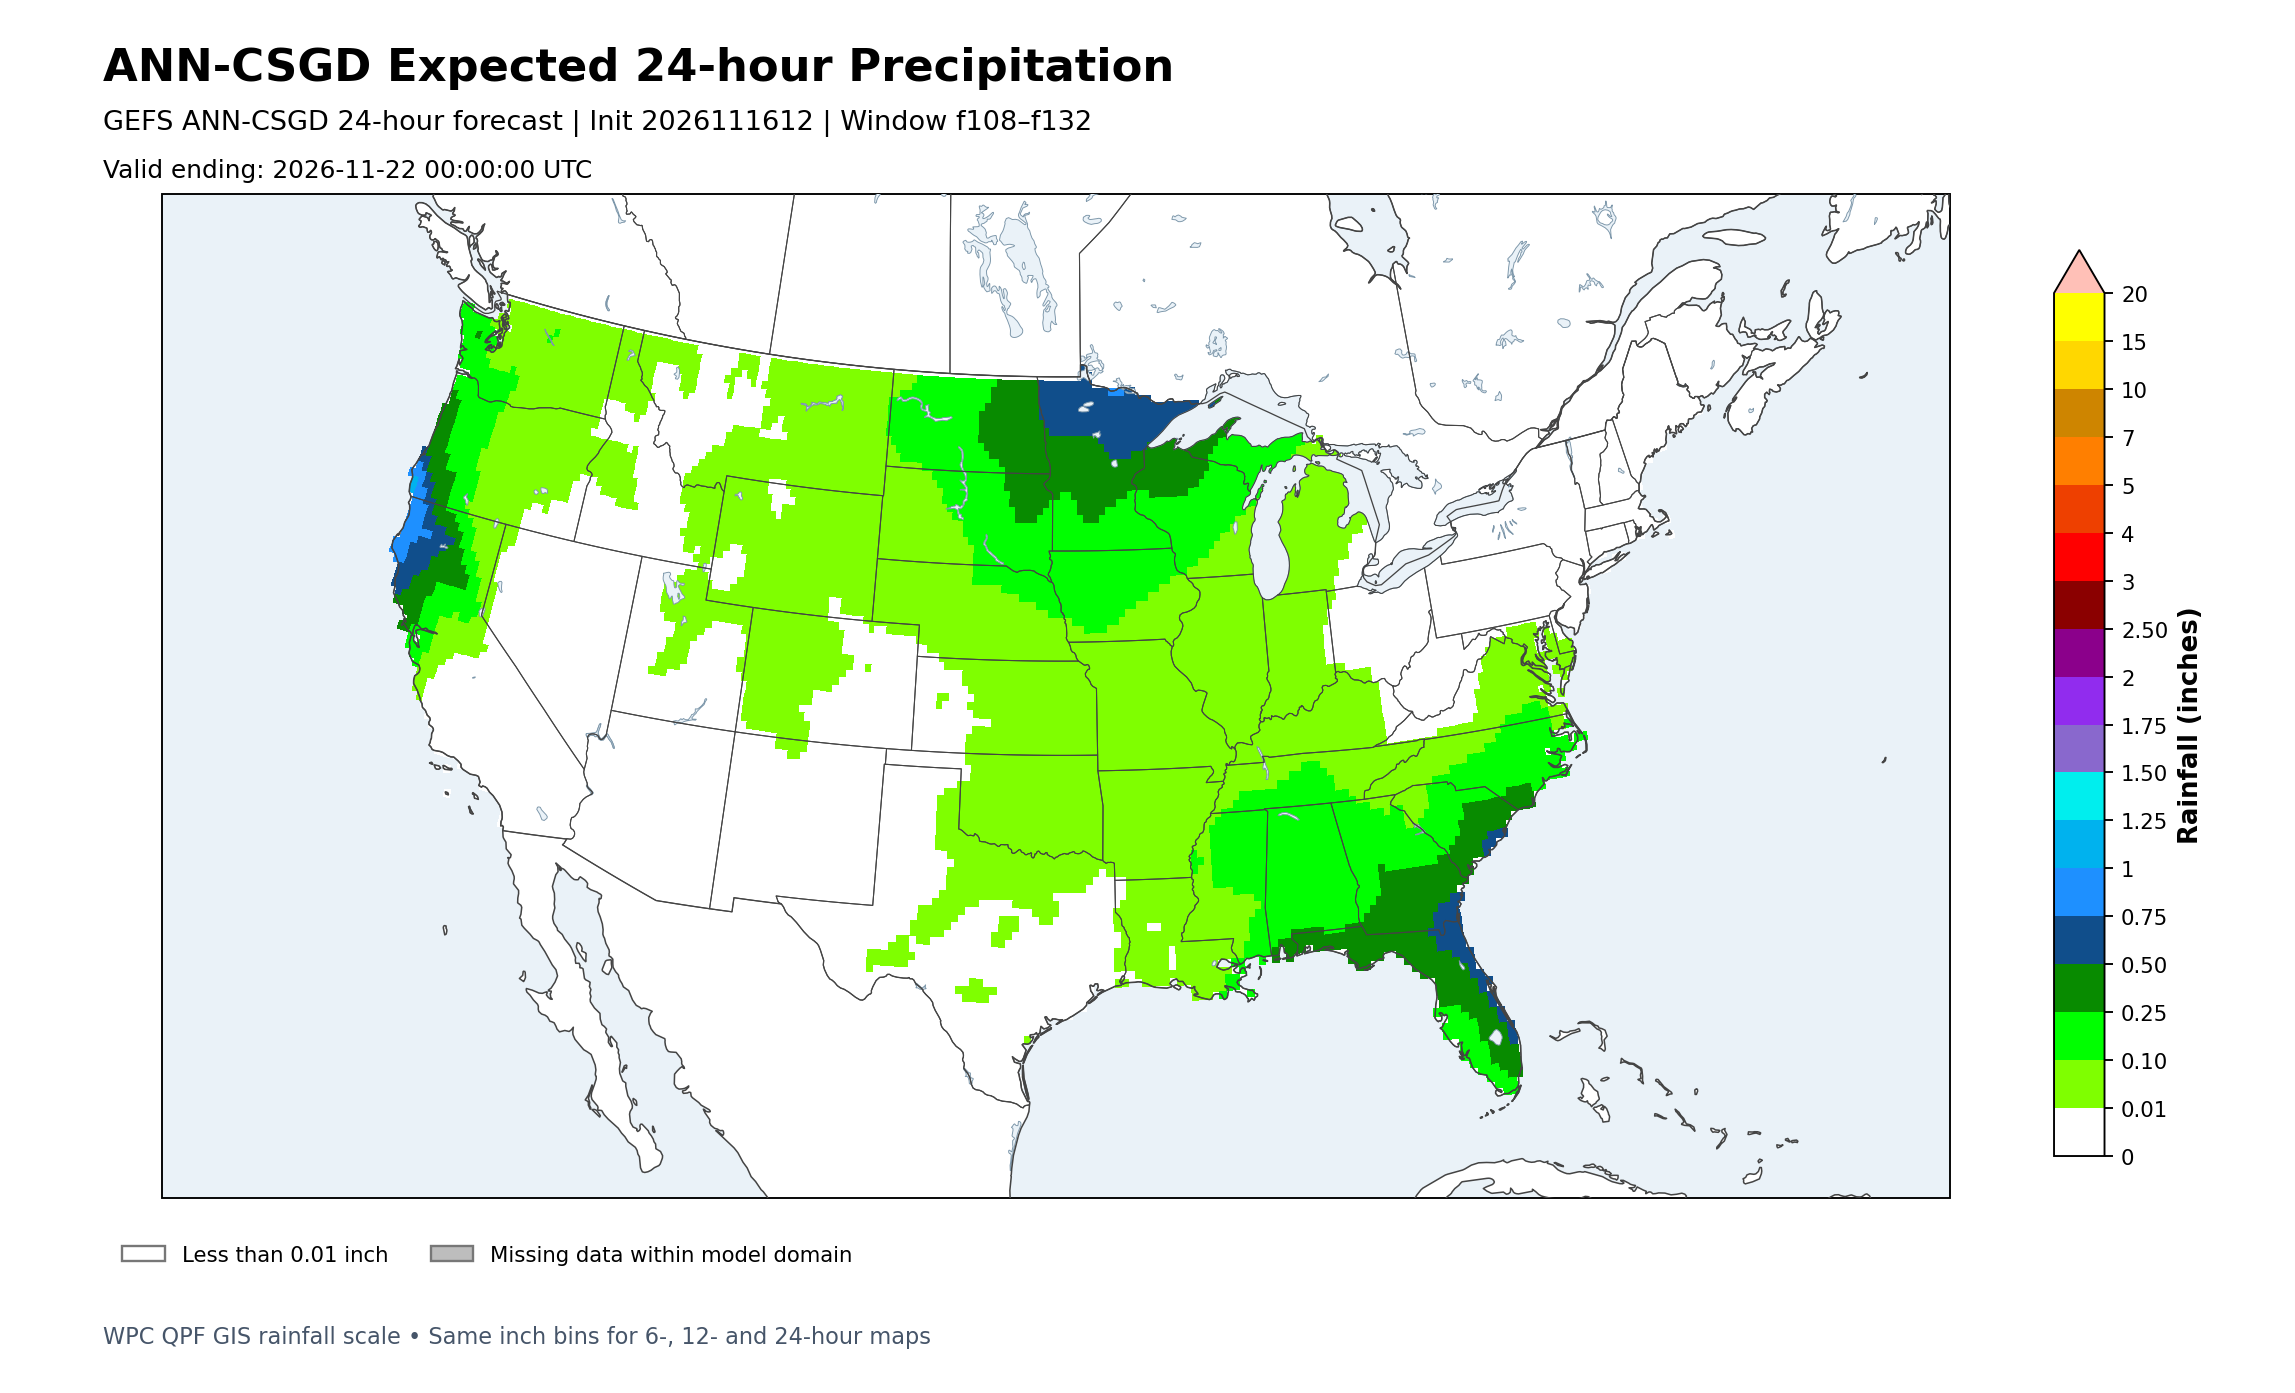 ANN-CSGD Expected 24-hour Precipitation
GEFS ANN-CSGD 24-hour forecast | Init 2026111612 | Window f108–f132
Valid ending: 2026-11-22 00:00:00 UTC
20
15
10
7
5
4
3
2.50
2
1.75
1.50
1.25
1
0.75
0.50
0.25
0.10
0.01
0
Rainfall (inches)
Less than 0.01 inch
Missing data within model domain
WPC QPF GIS rainfall scale • Same inch bins for 6-, 12- and 24-hour maps